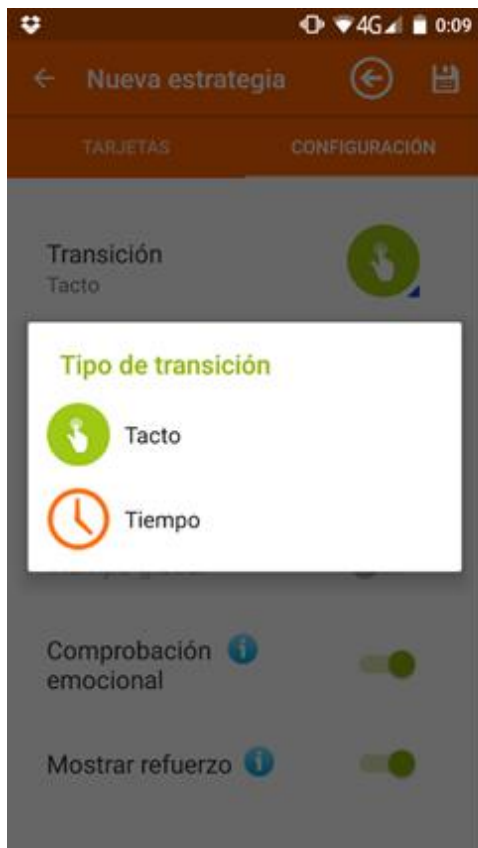 4G 0:09
Nueva estrategia
TARJETAS CONFIGURACIÓN
Transición
Tacto
Tipo de transición
Tacto
Tiempo
Comprobación
emocional
Mostrar refuerzo